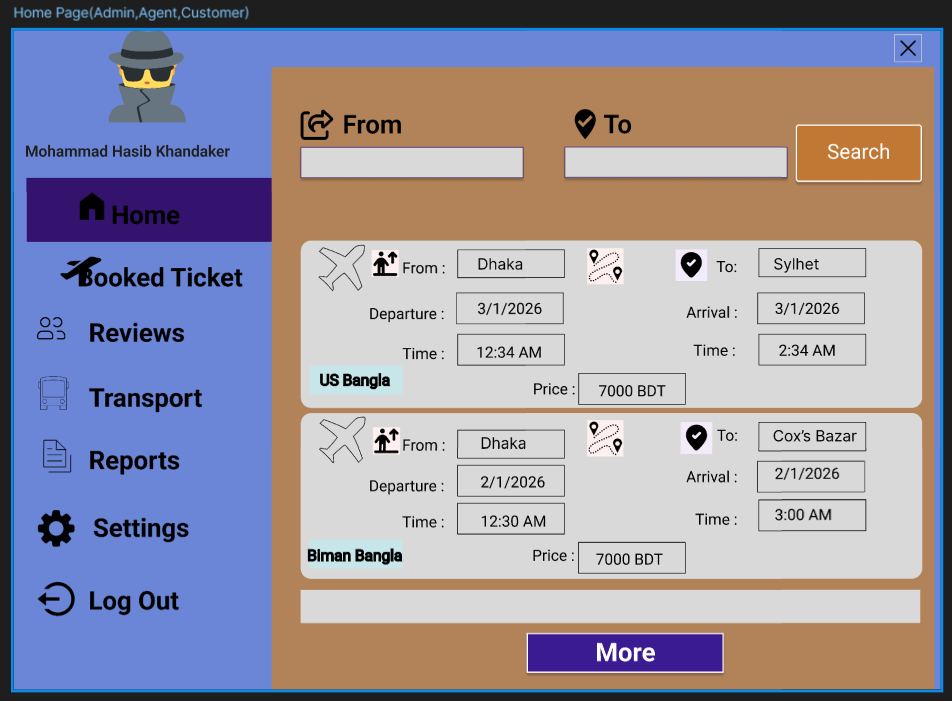 Home Page(Admin,Agent,Customer)
Mohammad Hasib Khandaker
Home
Booked Ticket
Reviews
Transport
Reports
Settings
Log Out
From
To
Search
From : Dhaka To: Sylhet
Departure : 3/1/2026 Arrival : 3/1/2026
Time : 12:34 AM Time : 2:34 AM
US Bangla
Price : 7000 BDT
From : Dhaka To: Cox's Bazar
Departure : 2/1/2026 Arrival : 2/1/2026
Time : 12:30 AM Time : 3:00 AM
Biman Bangla
Price : 7000 BDT
More